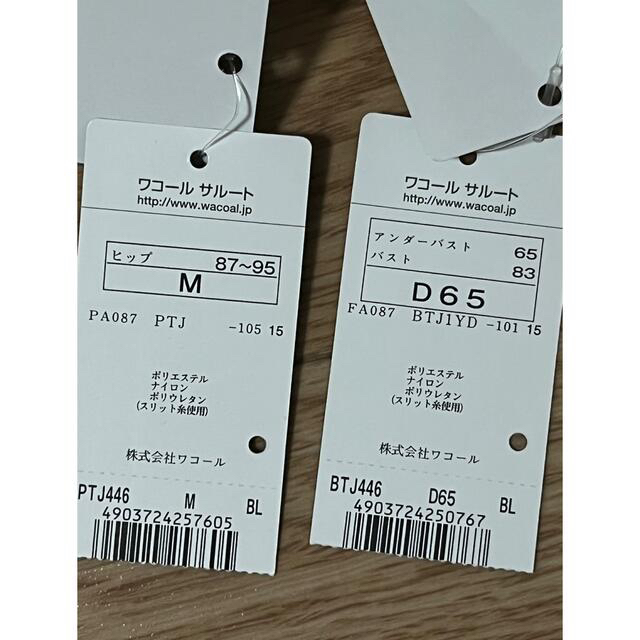 ワコール サルート
http://www.wacoal.jp
ヒップ 87~95
M
PA087 PTJ -105 15
ポリエステル
ナイロン
ポリウレタン
(スリット糸使用)
株式会社ワコール
PTJ446 M BL
4903724257605
ワコール サルート
http://www.wacoal.jp
アンダーバスト 65
バスト 83
D65
FA087 BTJ1YD -101 15
ポリエステル
ナイロン
ポリウレタン
(スリット糸使用)
株式会社ワコール
BTJ446 D65 BL
4903724250767